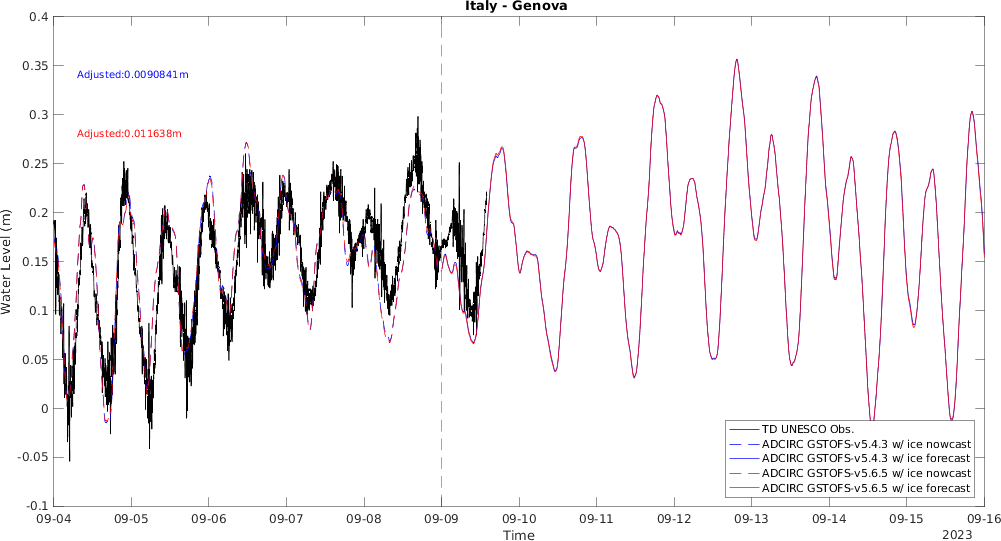 Italy - Genova
0.4
0.35
0.3
0.25
0.2
0.15
0.1
0.05
0
-0.05
-0.1
Water Level (m)
Adjusted:0.0090841m
Adjusted:0.011638m
TD UNESCO Obs.
ADCIRC GSTOFS-v5.4.3 w/ ice nowcast
ADCIRC GSTOFS-v5.4.3 w/ ice forecast
ADCIRC GSTOFS-v5.6.5 w/ ice nowcast
ADCIRC GSTOFS-v5.6.5 w/ ice forecast
09-04 09-05 09-06 09-07 09-08 09-09 09-10 09-11 09-12 09-13 09-14 09-15 09-16
Time
2023